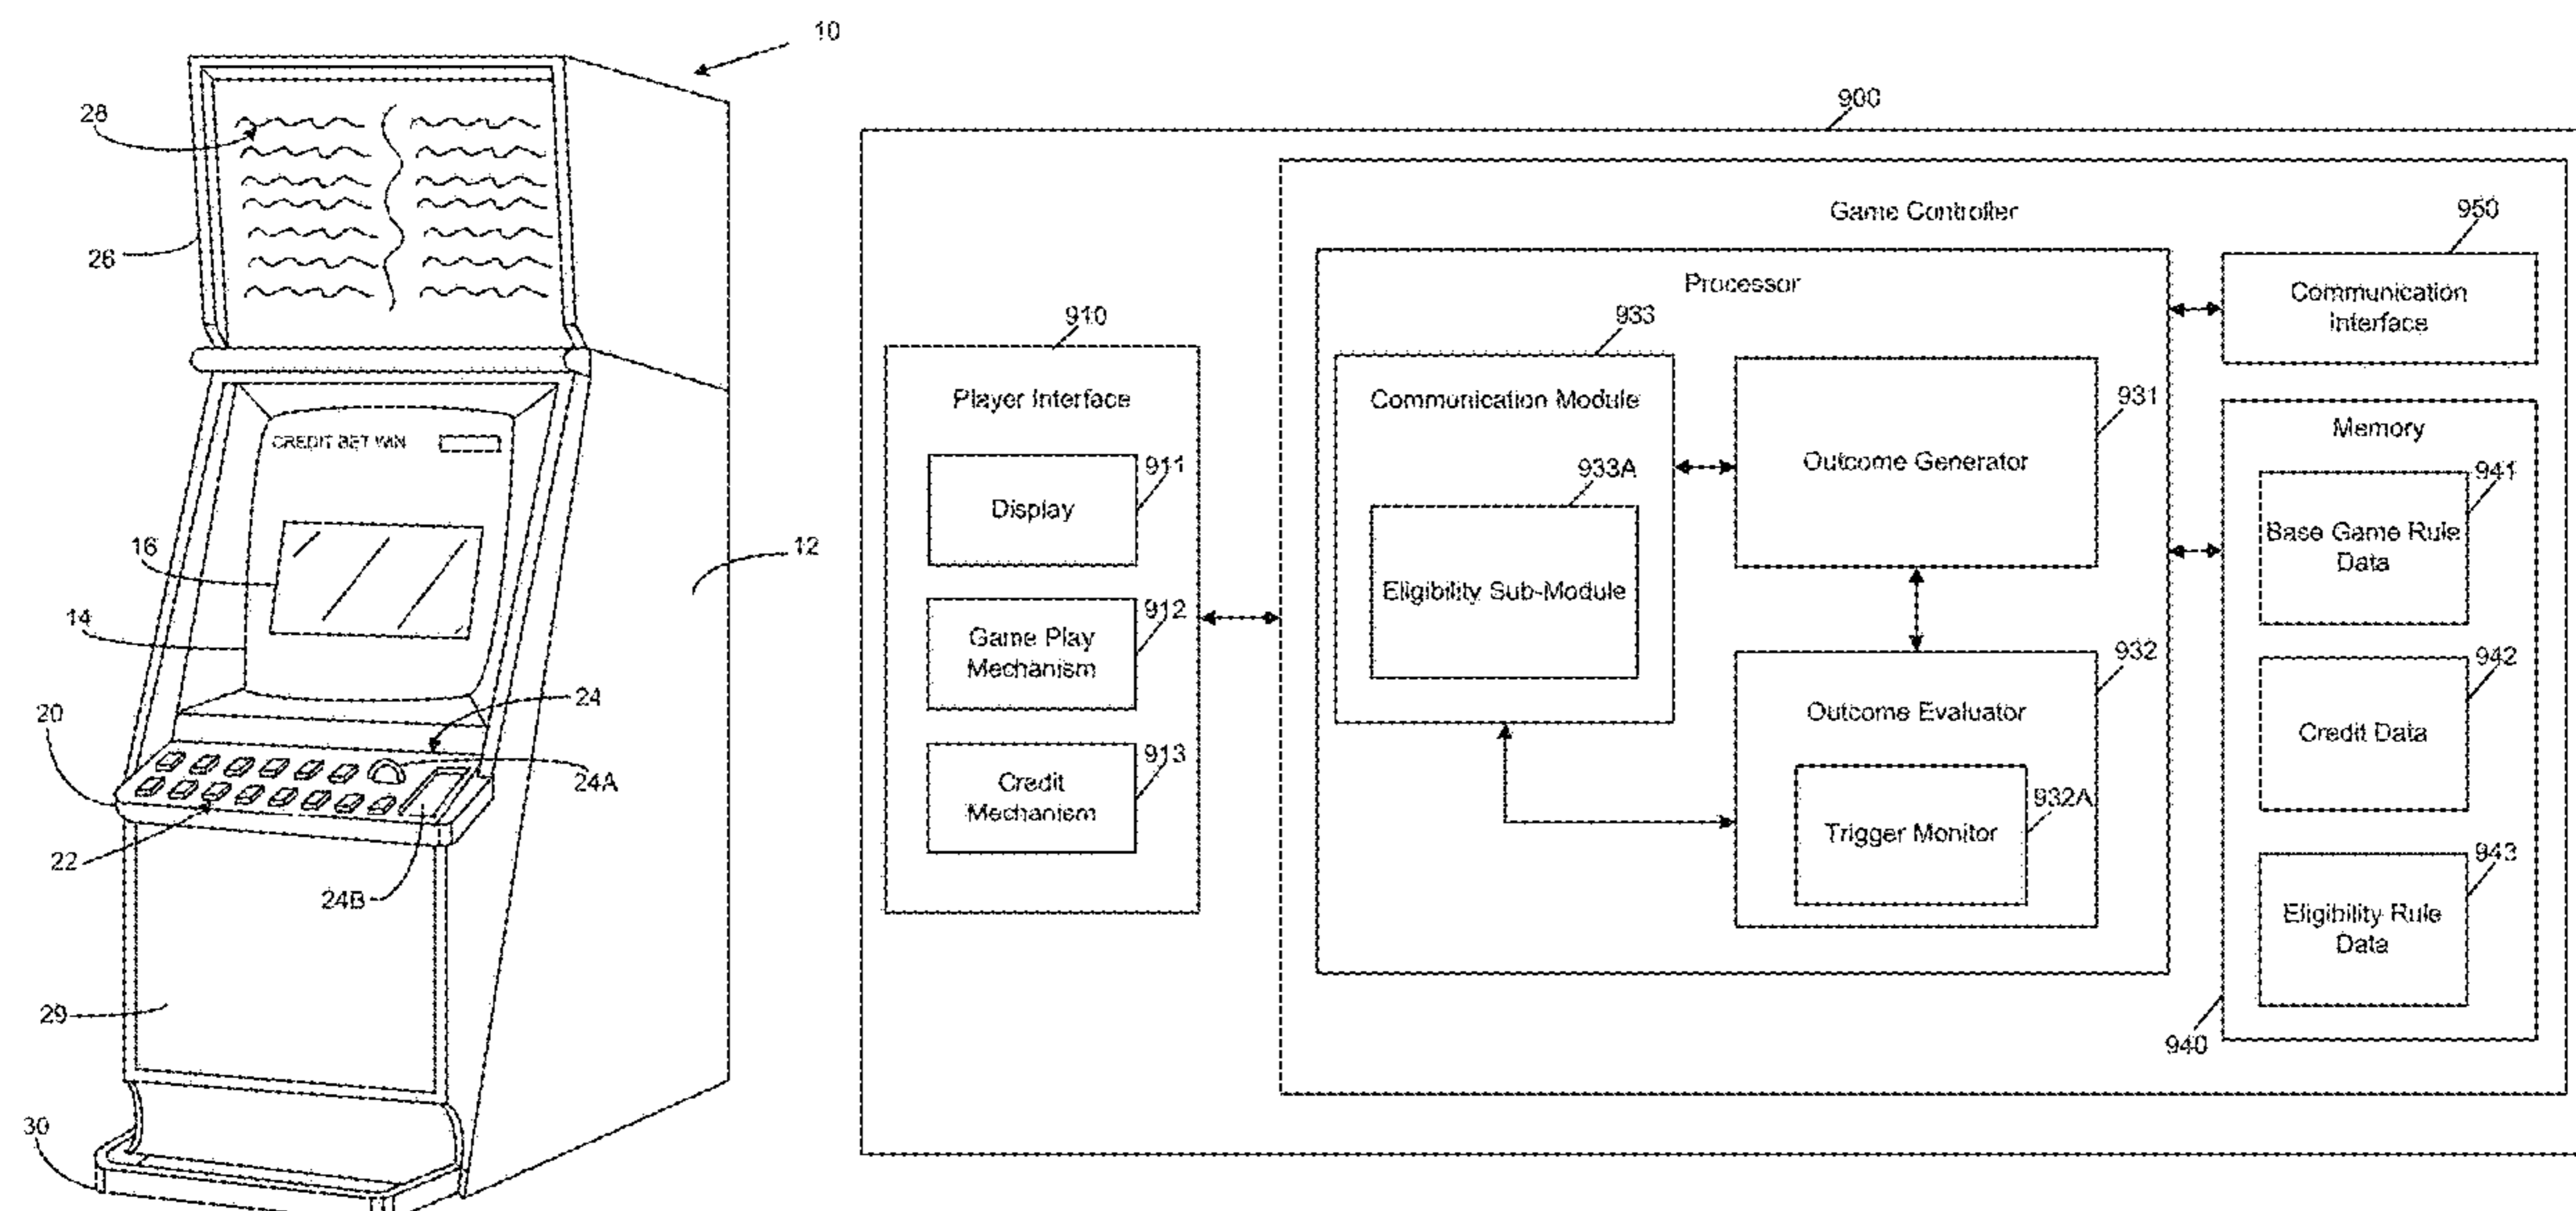 10
28
26
CREDIT BET WIN
16
14
12
20
24
24A
22
24B
29
30
900
Game Controller
950
Communication
Interface
Processor
910
Player Interface
911
Display
912
Game Play
Mechanism
913
Credit
Mechanism
933
Communication Module
933A
Eligibility Sub-Module
931
Outcome Generator
932
Outcome Evaluator
932A
Trigger Monitor
Memory
941
Base Game Rule
Data
942
Credit Data
943
Eligibility Rule
Data
940